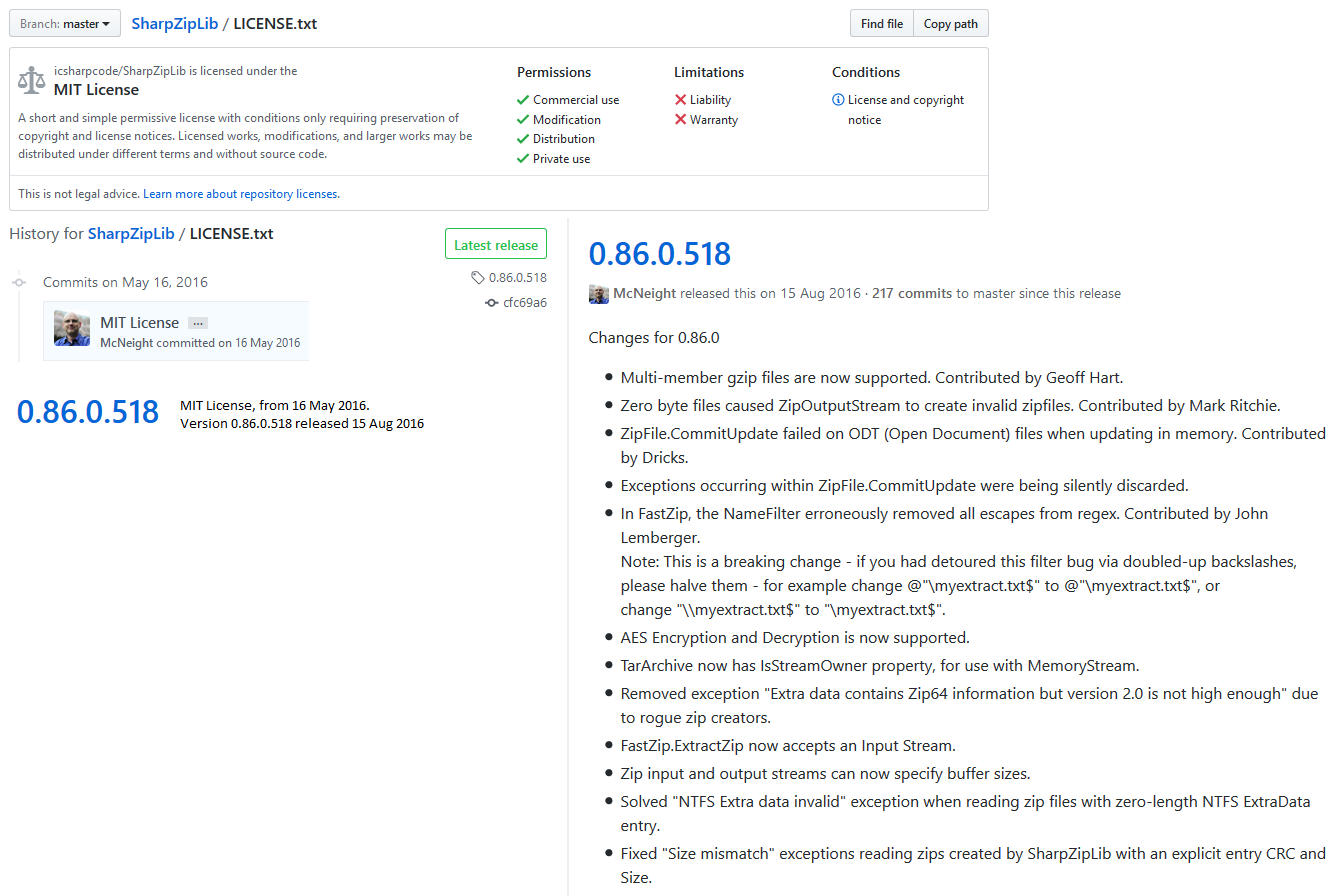 Branch: master
SharpZipLib / LICENSE.txt
Find file
Copy path
icsharpcode/SharpZipLib is licensed under the
MIT License
A short and simple permissive license with conditions only requiring preservation of
copyright and license notices. Licensed works, modifications, and larger works may be
distributed under different terms and without source code.
Permissions
Commercial use
Modification
Distribution
Private use
Limitations
Liability
Warranty
Conditions
License and copyright
notice
This is not legal advice. Learn more about repository licenses.
History for SharpZipLib / LICENSE.txt
Commits on May 16, 2016
MIT License ...
McNeight committed on 16 May 2016
Latest release
0.86.0.518
cfc69a6
0.86.0.518
MIT License, from 16 May 2016.
Version 0.86.0.518 released 15 Aug 2016
0.86.0.518
McNeight released this on 15 Aug 2016 · 217 commits to master since this release
Changes for 0.86.0
• Multi-member gzip files are now supported. Contributed by Geoff Hart.
• Zero byte files caused ZipOutputStream to create invalid zipfiles. Contributed by Mark Ritchie.
• ZipFile.CommitUpdate failed on ODT (Open Document) files when updating in memory. Contributed
by Dricks.
• Exceptions occurring within ZipFile.CommitUpdate were being silently discarded.
• In FastZip, the NameFilter erroneously removed all escapes from regex. Contributed by John
Lemberger.
Note: This is a breaking change - if you had detoured this filter bug via doubled-up backslashes,
please halve them - for example change @"\myextract.txt$" to @"\myextract.txt$", or
change "\\myextract.txt$" to "\myextract.txt$".
• AES Encryption and Decryption is now supported.
• TarArchive now has IsStreamOwner property, for use with MemoryStream.
• Removed exception "Extra data contains Zip64 information but version 2.0 is not high enough" due
to rogue zip creators.
• FastZip.ExtractZip now accepts an Input Stream.
• Zip input and output streams can now specify buffer sizes.
• Solved "NTFS Extra data invalid" exception when reading zip files with zero-length NTFS ExtraData
entry.
• Fixed "Size mismatch" exceptions reading zips created by SharpZipLib with an explicit entry CRC and
Size.